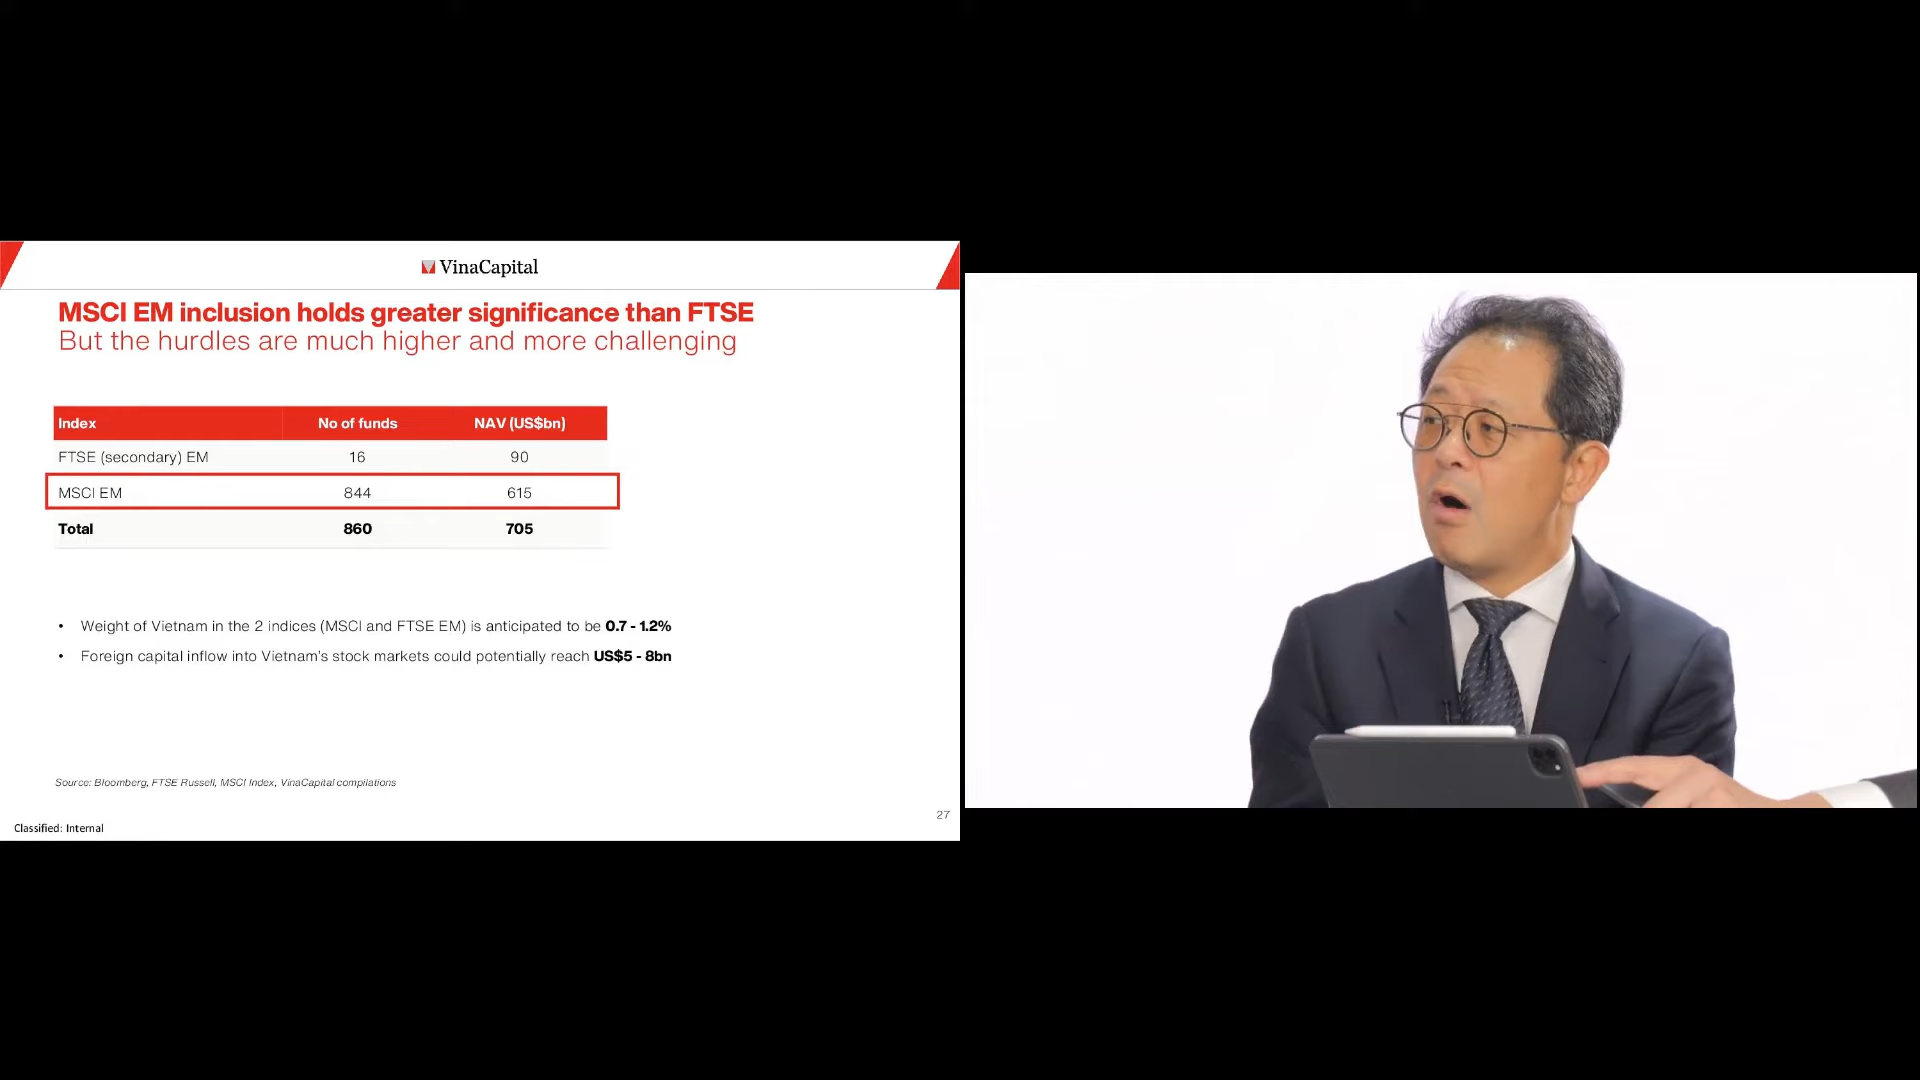 VinaCapital
MSCI EM inclusion holds greater significance than FTSE
But the hurdles are much higher and more challenging
Index No of funds NAV (US$bn)
FTSE (secondary) EM 16 90
MSCI EM 844 615
Total 860 705
• Weight of Vietnam in the 2 indices (MSCI and FTSE EM) is anticipated to be 0.7 - 1.2%
• Foreign capital inflow into Vietnam's stock markets could potentially reach US$5 - 8bn
Source: Bloomberg, FTSE Russell, MSCI Index, VinaCapital compilations
27
Classified: Internal